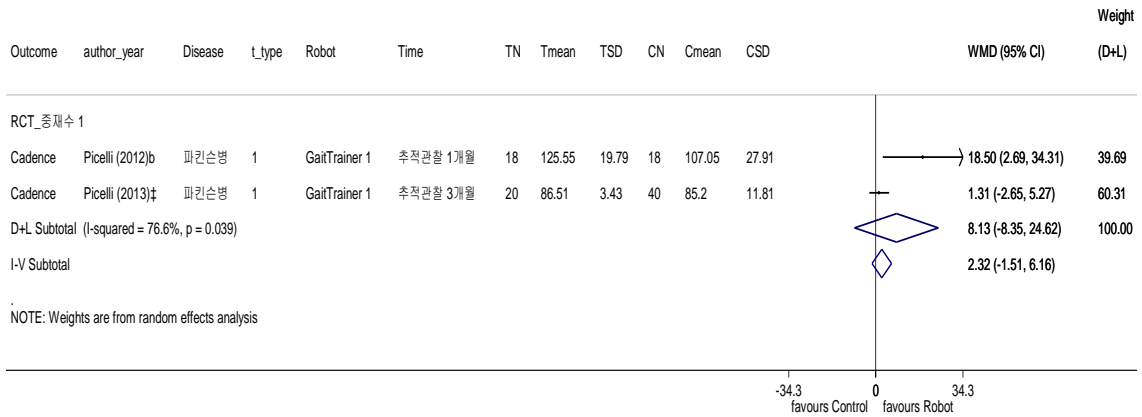 Weight
Outcome author_year Disease t_type Robot Time TN Tmean TSD CN Cmean CSD WMD (95% CI) (D+L)
RCT_중재수 1
Cadence Picelli (2012)b 파킨슨병 1 GaitTrainer 1 추적관찰 1개월 18 125.55 19.79 18 107.05 27.91 18.50 (2.69, 34.31) 39.69
Cadence Picelli (2013)‡ 파킨슨병 1 GaitTrainer 1 추적관찰 3개월 20 86.51 3.43 40 85.2 11.81 1.31 (-2.65, 5.27) 60.31
D+L Subtotal (I-squared = 76.6%, p = 0.039) 8.13 (-8.35, 24.62) 100.00
I-V Subtotal 2.32 (-1.51, 6.16)
.
NOTE: Weights are from random effects analysis
-34.3 0 34.3
favours Control favours Robot